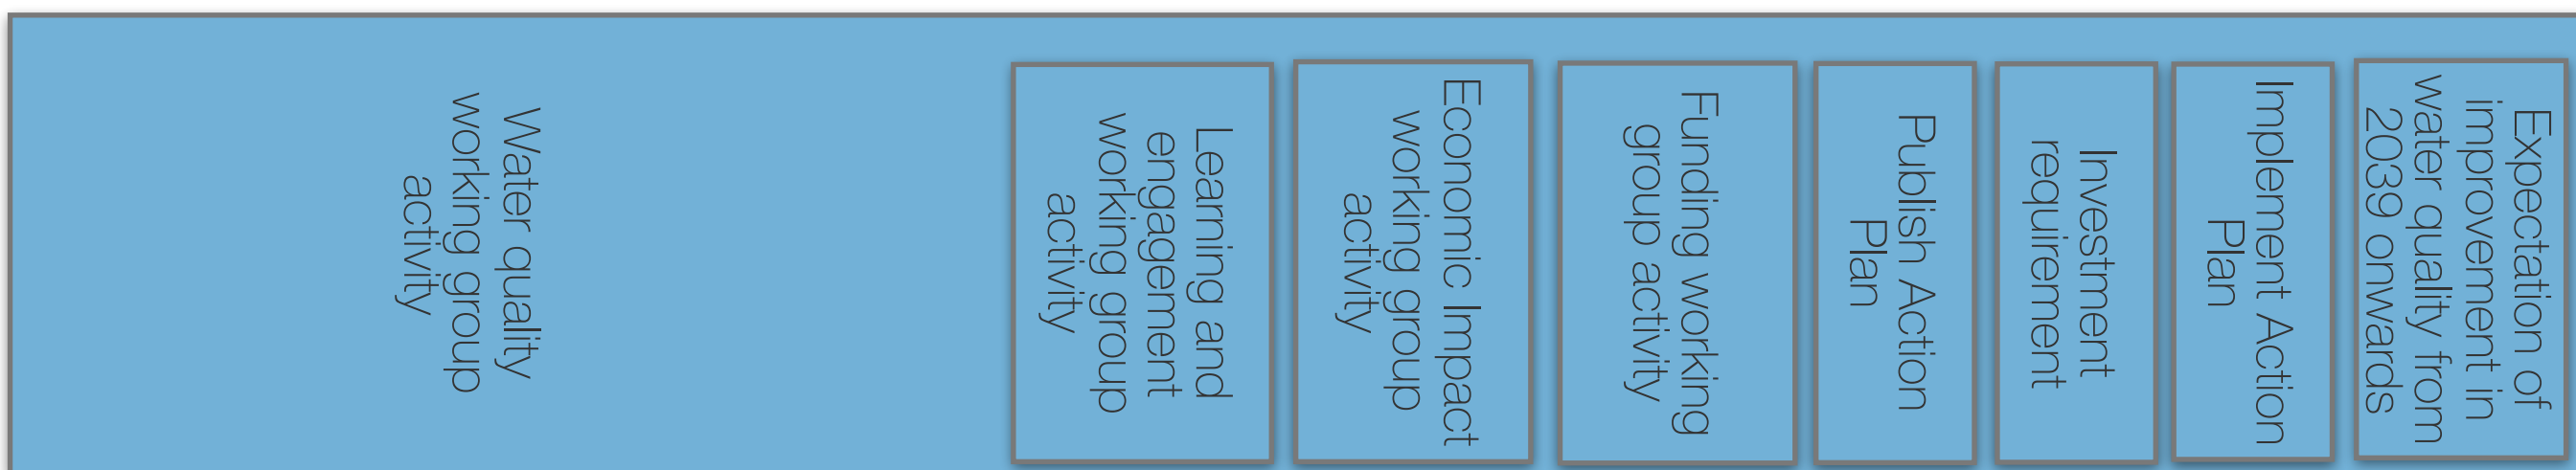 Water quality
working group
activity
Learning and
engagement
working group
activity
Economic Impact
working group
activity
Funding working
group activity
Publish Action
Plan
Investment
requirement
Implement Action
Plan
Expectation of
improvement in
water quality from
2039 onwards